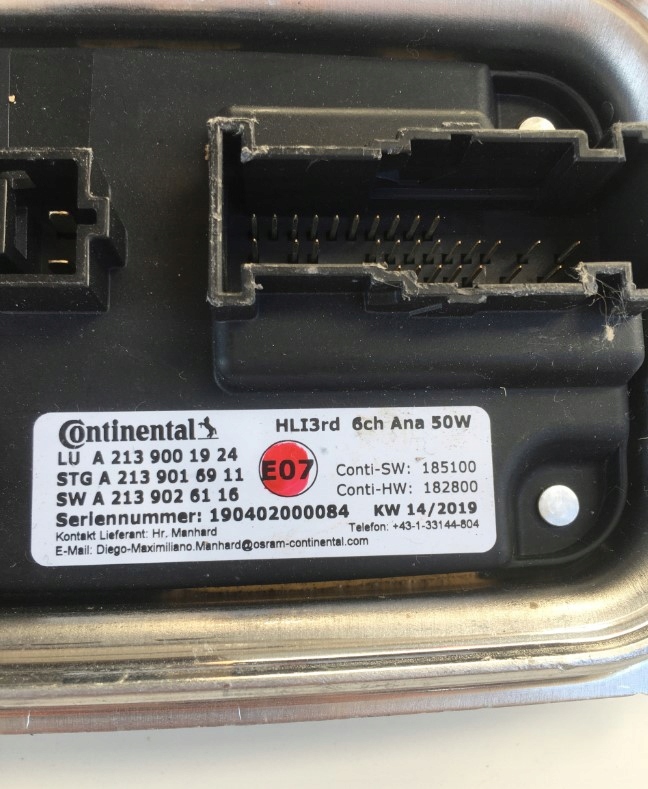 Continental
HLI3rd 6ch Ana 50W
LU A 213 900 19 24
STG A 213 901 69 11
SW A 213 902 61 16
E07
Conti-SW: 185100
Conti-HW: 182800
Seriennummer: 190402000084
KW 14/2019
Kontakt Lieferant: Hr. Manhard
Telefon: +43-1-33144-804
E-Mail: Diego-Maximiliano.Manhard@osram-continental.com